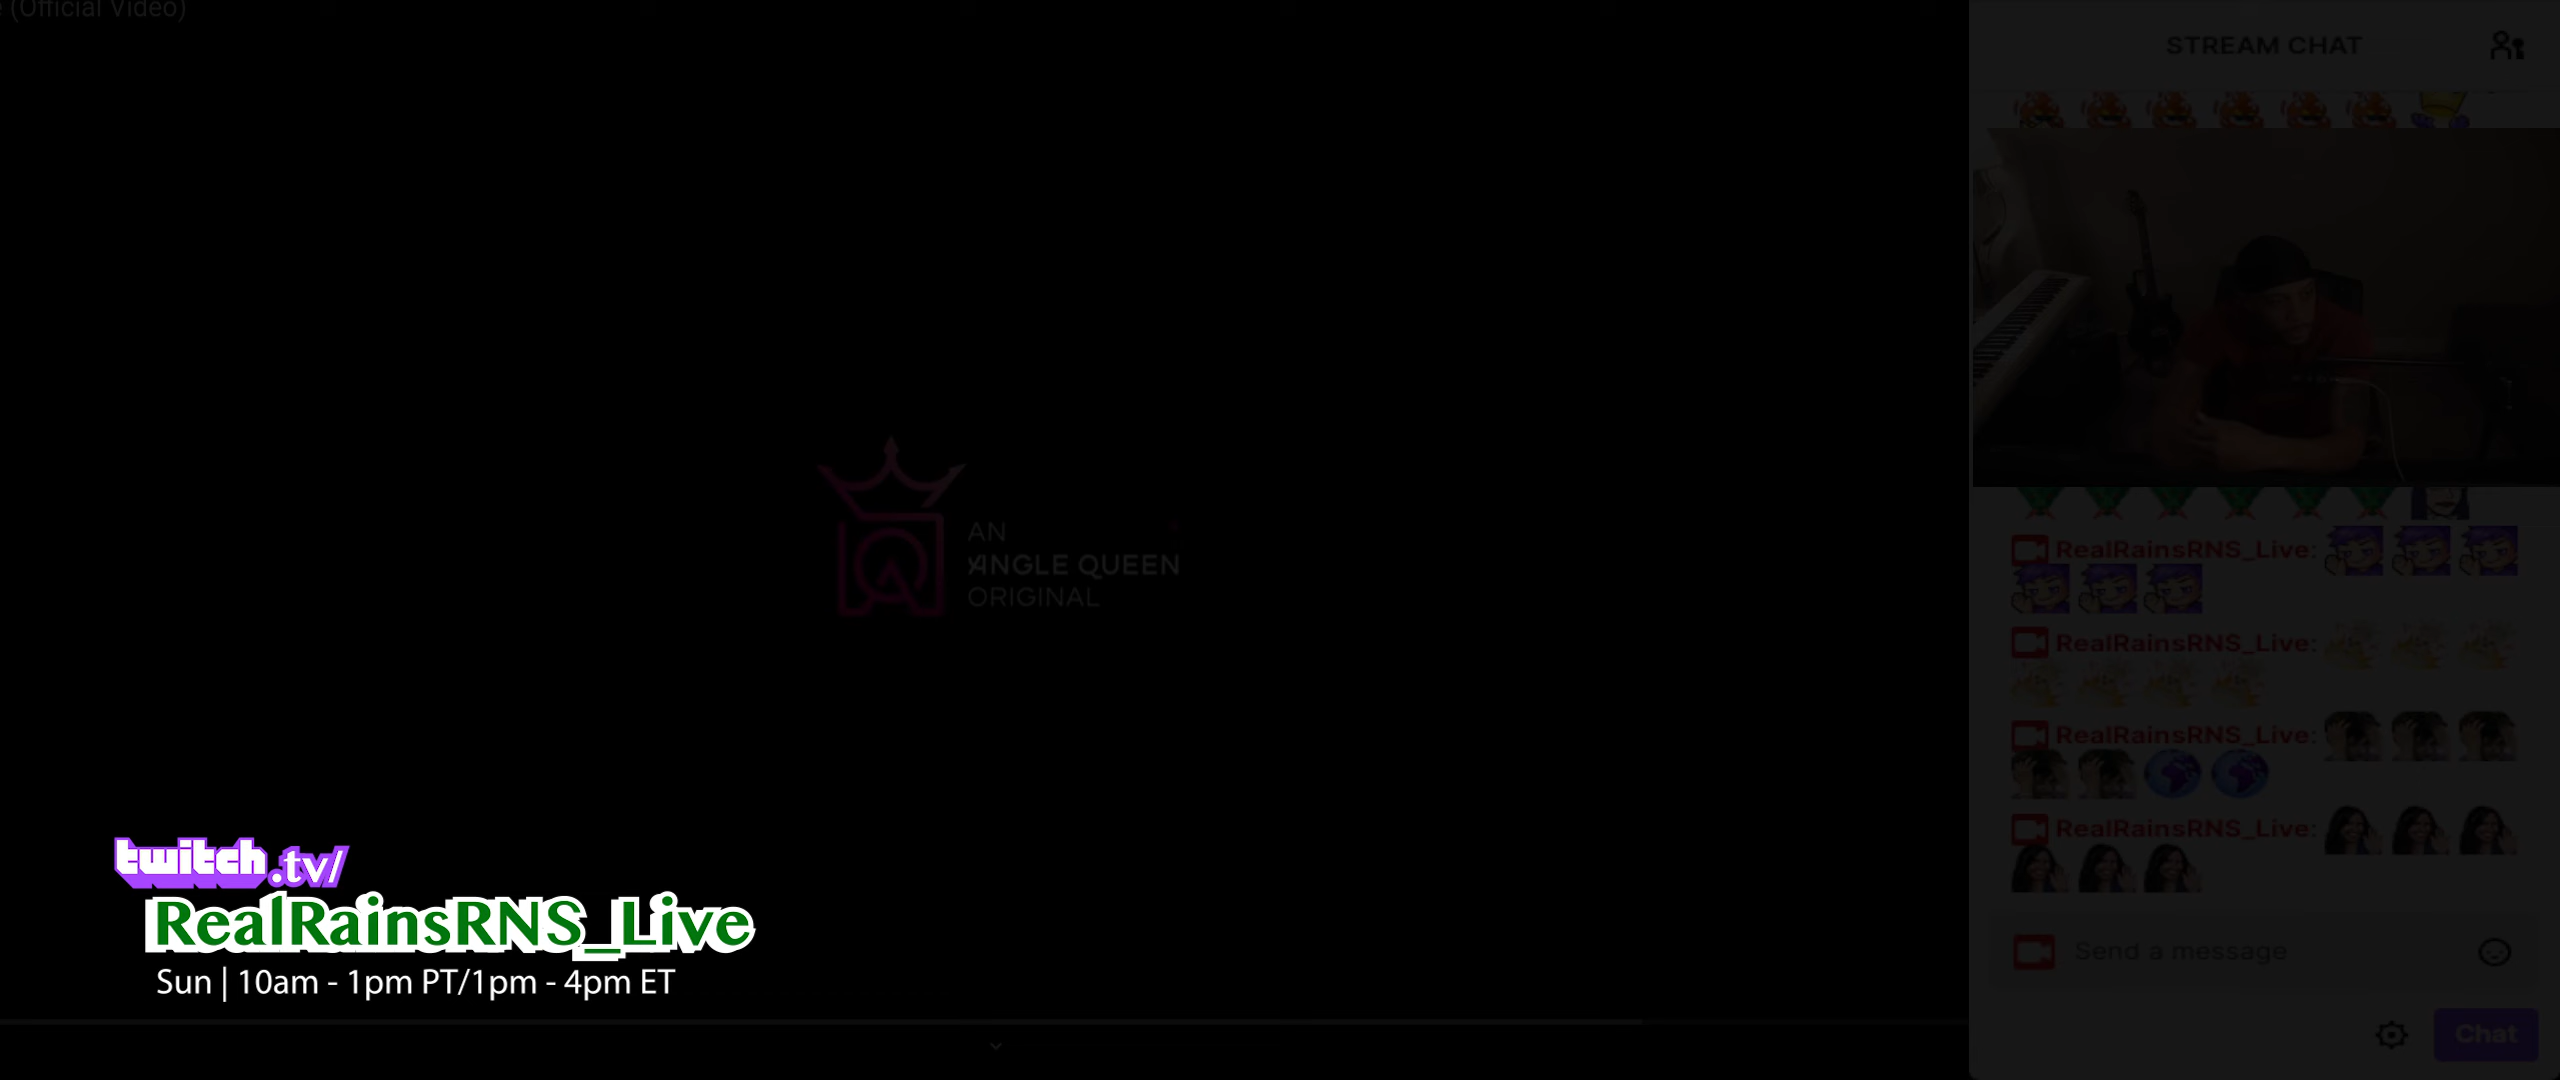 (Official Video)
STREAM CHAT
AN
ANGLE QUEEN
ORIGINAL
RealRainsRNS_Live:
RealRainsRNS_Live:
RealRainsRNS_Live:
RealRainsRNS_Live:
twitch.tv/
RealRainsRNS_Live
Sun | 10am - 1pm PT/1pm - 4pm ET
Send a message
Chat